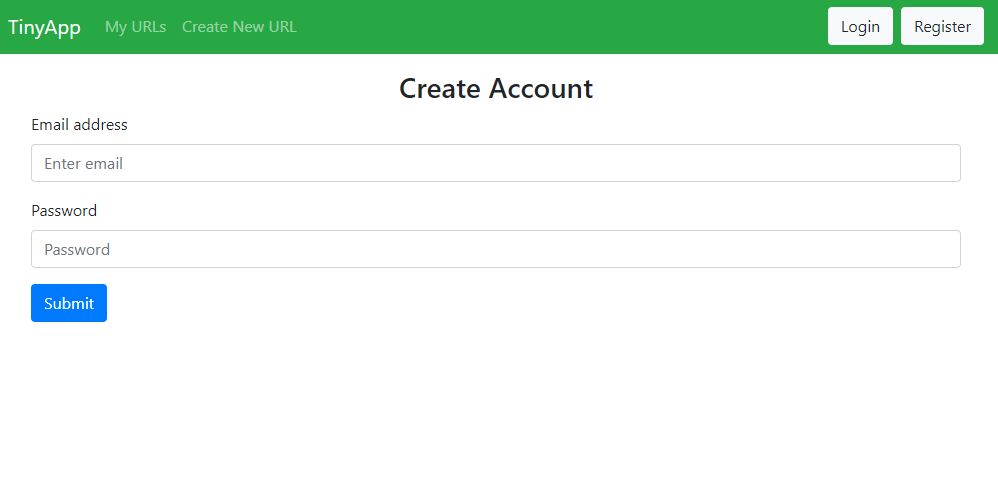 TinyApp My URLs Create New URL Login Register
Create Account
Email address
Enter email
Password
Password
Submit